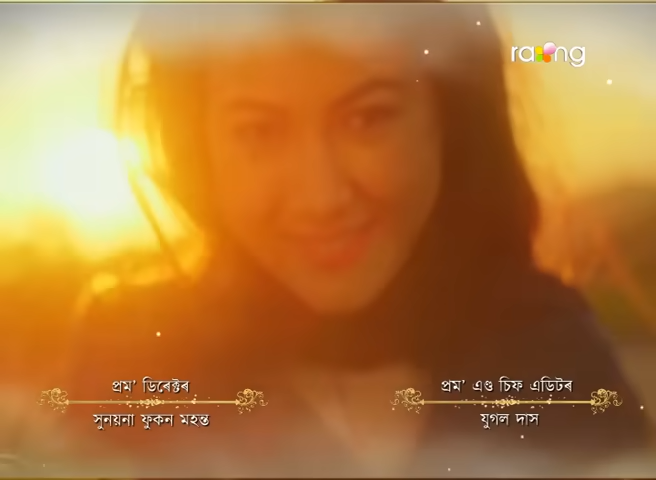 rang
প্ৰম' ডিৰেক্টৰ
সুনয়না ফুকন মহন্ত
প্ৰম' এণ্ড চিফ এডিটৰ
যুগল দাস